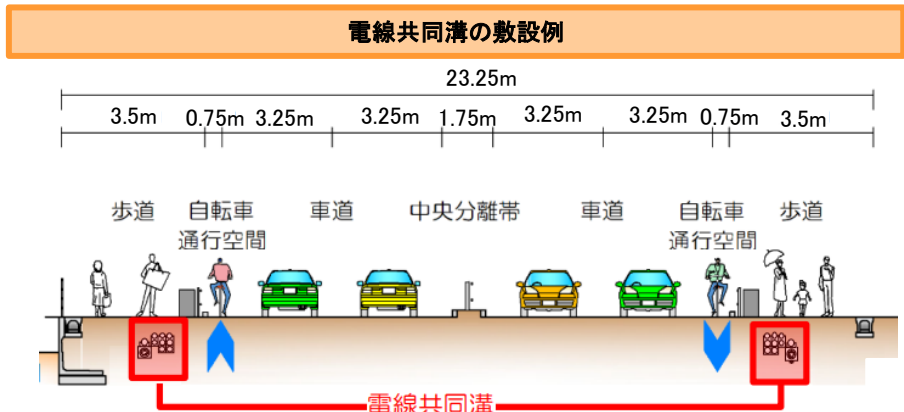 電線共同溝の敷設例
23.25m
3.5m 0.75m 3.25m 3.25m 1.75m 3.25m 3.25m 0.75m 3.5m
歩道 自転車 車道 中央分離帯 車道 自転車 歩道
通行空間 通行空間
電線共同溝